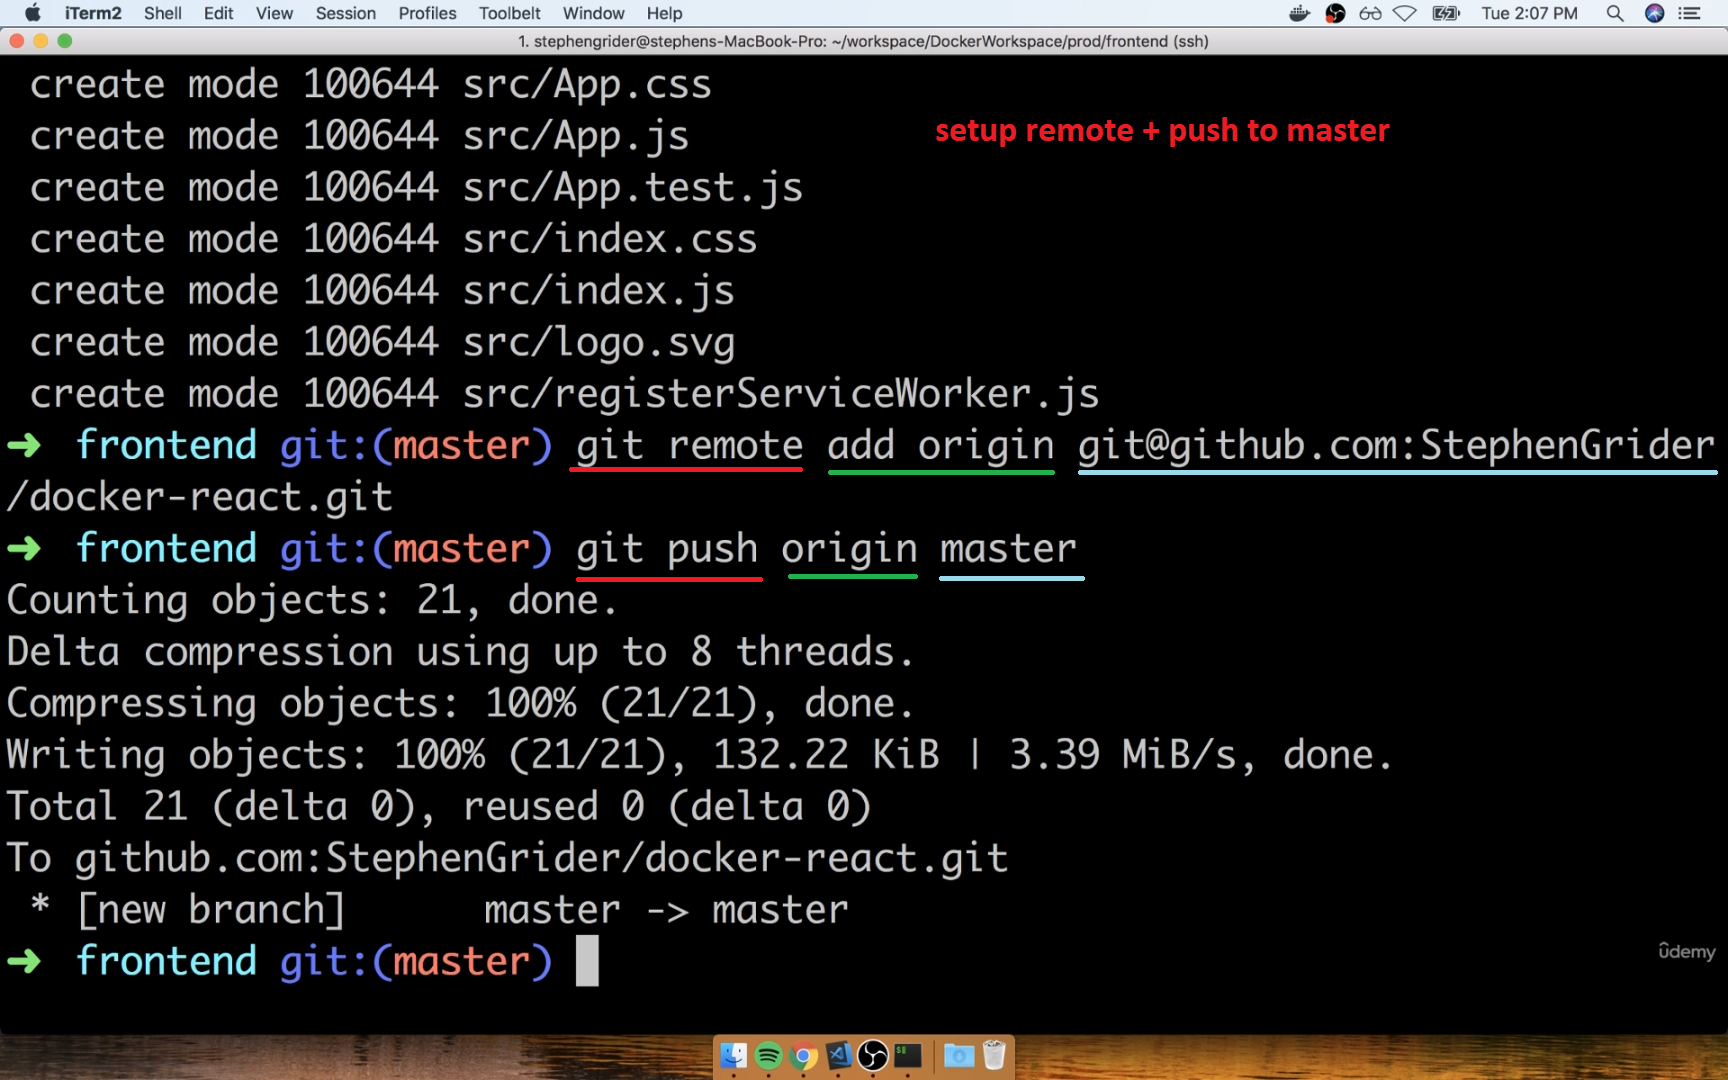 iTerm2 Shell Edit View Session Profiles Toolbelt Window Help Tue 2:07 PM
1. stephengrider@stephens-MacBook-Pro: ~/workspace/DockerWorkspace/prod/frontend (ssh)
create mode 100644 src/App.css
create mode 100644 src/App.js
setup remote + push to master
create mode 100644 src/App.test.js
create mode 100644 src/index.css
create mode 100644 src/index.js
create mode 100644 src/logo.svg
create mode 100644 src/registerServiceWorker.js
➜ frontend git:(master) git remote add origin git@github.com:StephenGrider
/docker-react.git
➜ frontend git:(master) git push origin master
Counting objects: 21, done.
Delta compression using up to 8 threads.
Compressing objects: 100% (21/21), done.
Writing objects: 100% (21/21), 132.22 KiB | 3.39 MiB/s, done.
Total 21 (delta 0), reused 0 (delta 0)
To github.com:StephenGrider/docker-react.git
* [new branch] master -> master
➜ frontend git:(master)
ûdemy